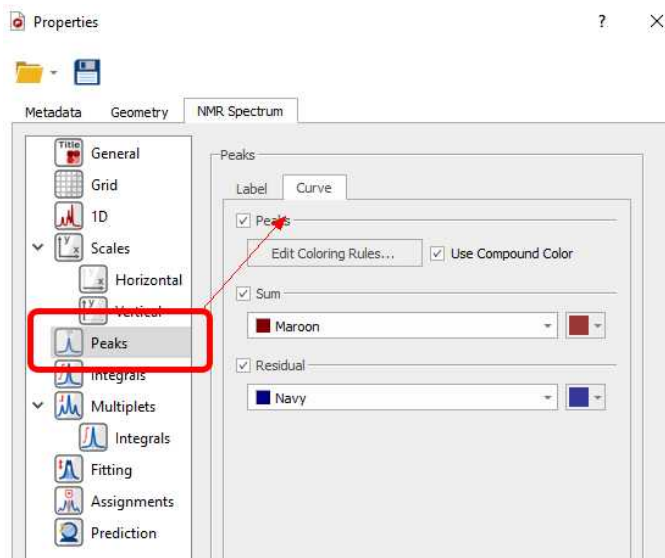 Properties
?
Metadata Geometry NMR Spectrum
Title
General
Grid
1D
Scales
Horizontal
Vertical
Peaks
Integrals
Multiplets
Integrals
Fitting
Assignments
Prediction
Peaks
Label Curve
Peaks
Edit Coloring Rules... Use Compound Color
Sum
Maroon
Residual
Navy